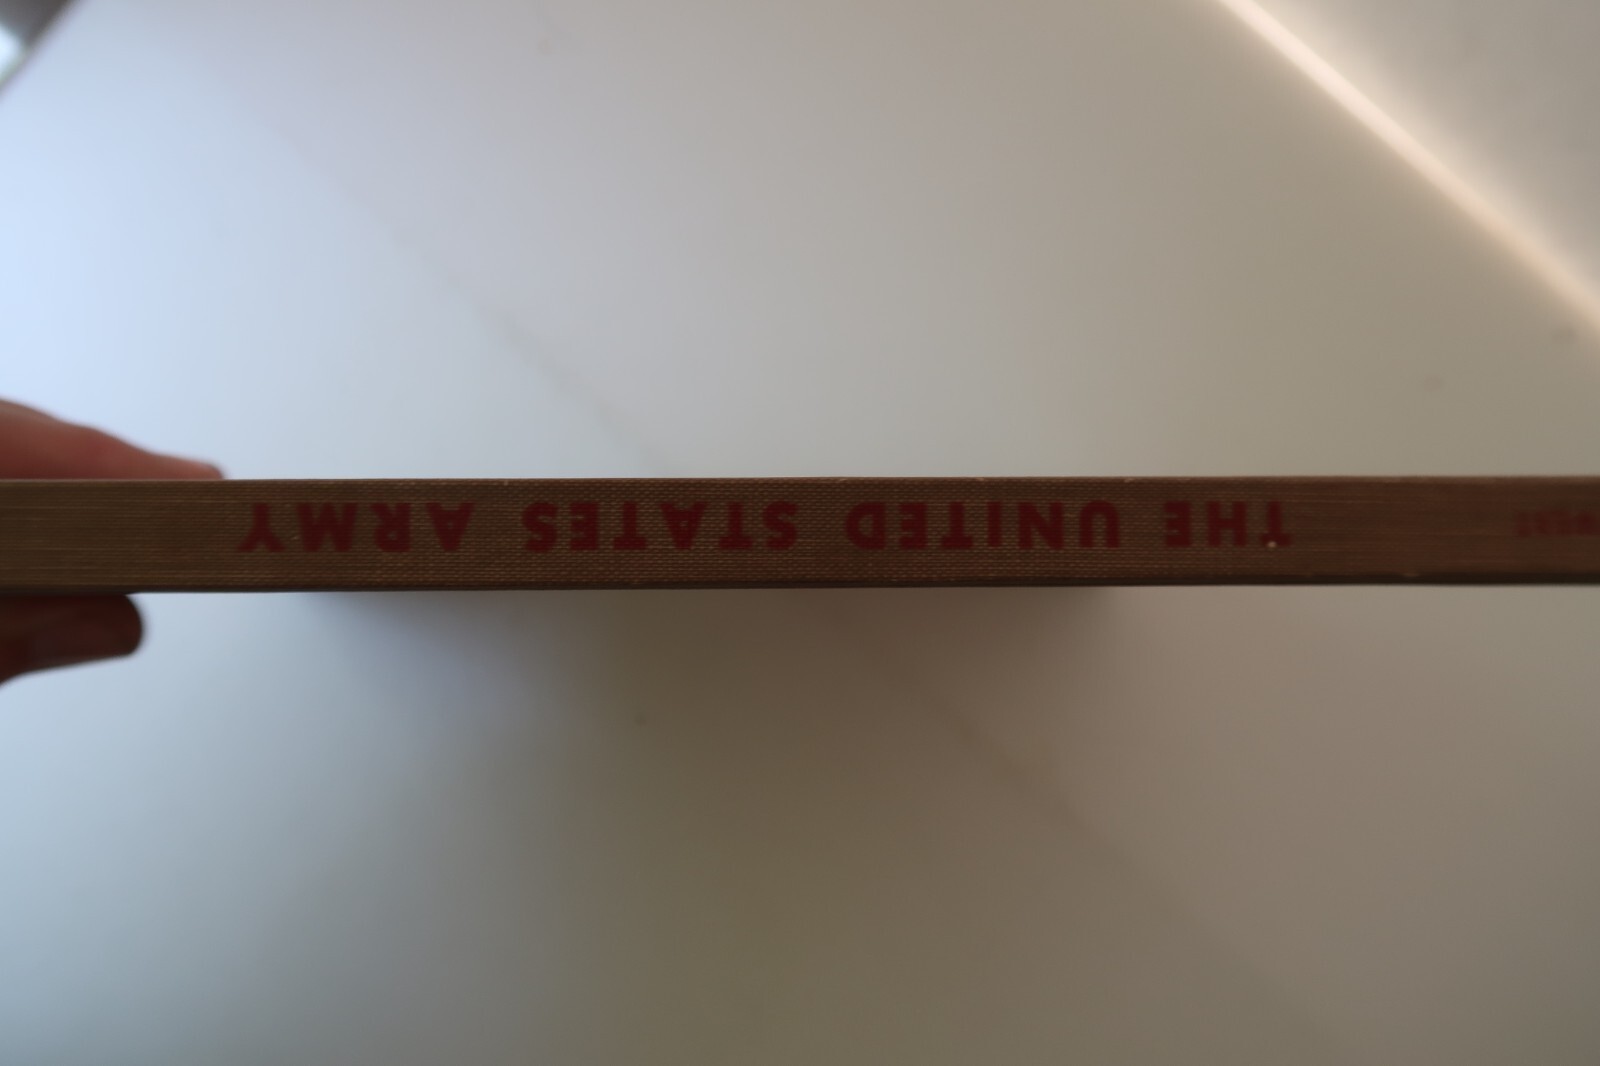 THE UNITED STATES ARMY